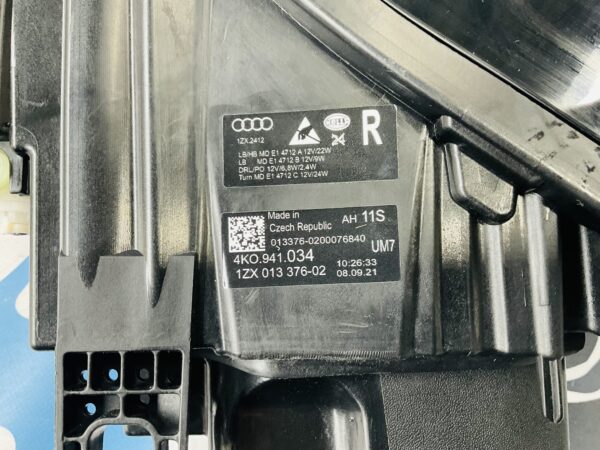 1ZX.2412
HELLA
R
LB/HB MD E1 4712 A 12V/22W
LB MD E1 4712 B 12V/9W
DRL/PO 12V/6,8W/2.4W
Turn MD E1 4712 C 12V/24W
Made in
Czech Republic
AH 11S
013376-0200076840
1
UM7
4KO.941.034
10:26:33
1ZX 013 376-02
08.09.21